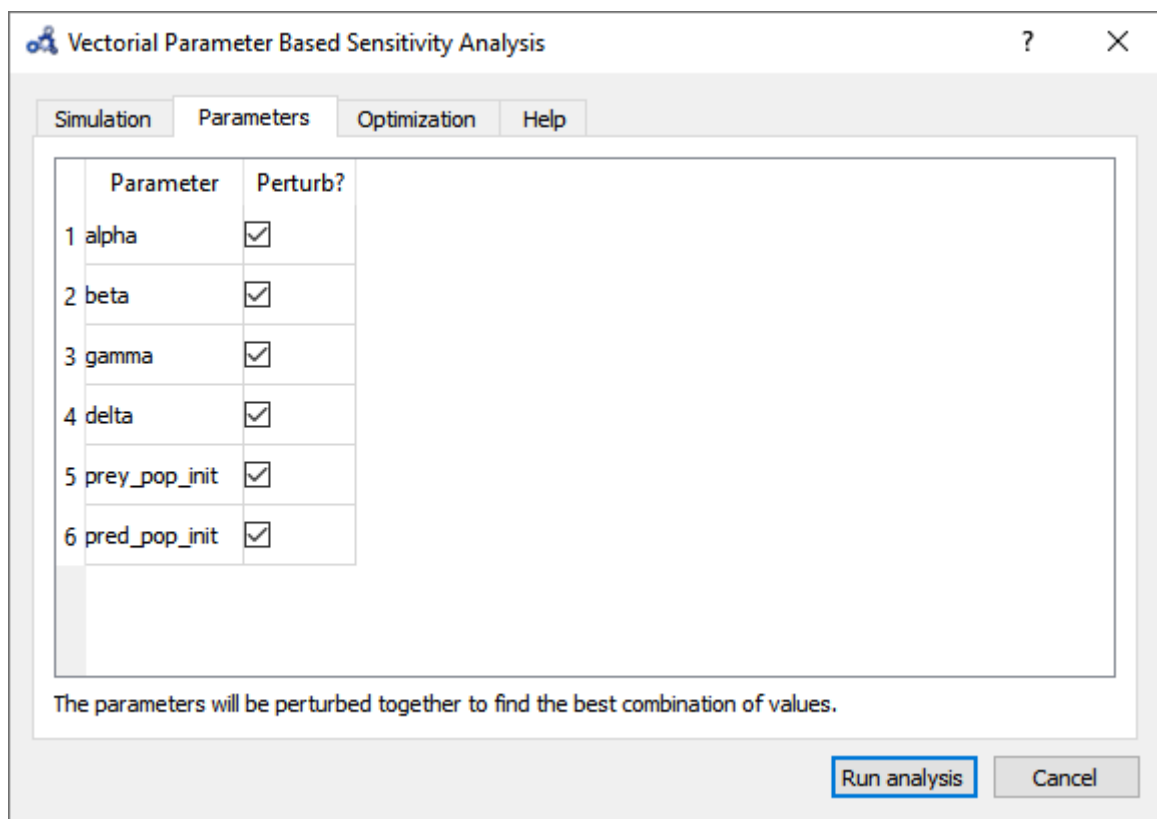 Vectorial Parameter Based Sensitivity Analysis ?
Simulation Parameters Optimization Help
Parameter Perturb?
1 alpha
2 beta
3 gamma
4 delta
5 prey_pop_init
6 pred_pop_init
The parameters will be perturbed together to find the best combination of values.
Run analysis Cancel